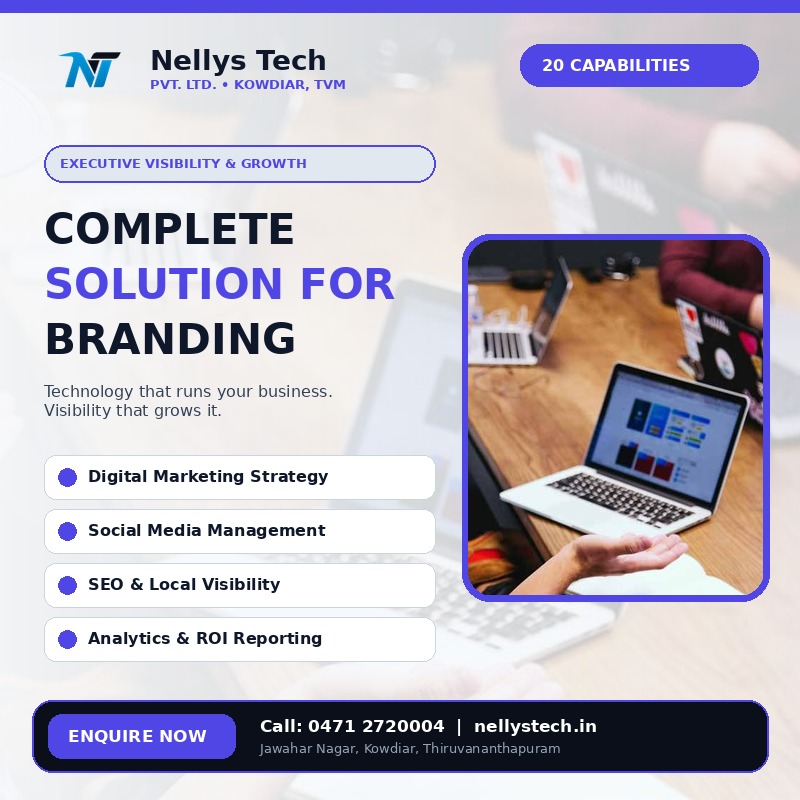 NT
Nellys Tech
PVT. LTD. • KOWDIAR, TVM
20 CAPABILITIES
EXECUTIVE VISIBILITY & GROWTH
COMPLETE
SOLUTION FOR
BRANDING
Technology that runs your business.
Visibility that grows it.
Digital Marketing Strategy
Social Media Management
SEO & Local Visibility
Analytics & ROI Reporting
ENQUIRE NOW
Call: 0471 2720004 | nellystech.in
Jawahar Nagar, Kowdiar, Thiruvananthapuram